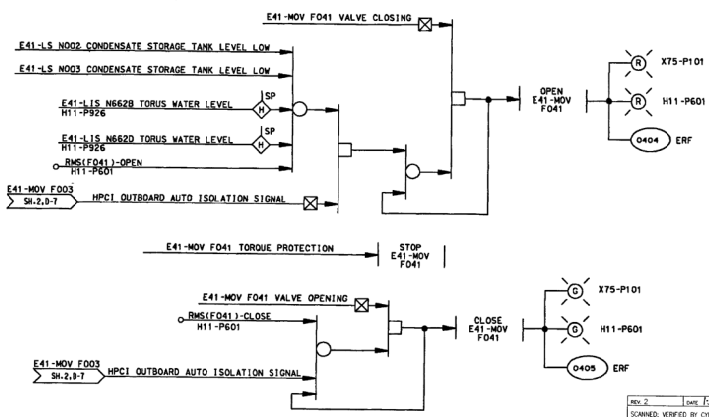 E41-MOV F041 VALVE CLOSING
E41-LS N002 CONDENSATE STORAGE TANK LEVEL LOW
E41-LS N003 CONDENSATE STORAGE TANK LEVEL LOW
SP
E41-LIS N662B TORUS WATER LEVEL
H
H11-P926
SP
E41-LIS N662D TORUS WATER LEVEL
H
H11-P926
RMS(F041)-OPEN
H11-P601
E41-MOV F003
SH.2,D-7
HPCI OUTBOARD AUTO ISOLATION SIGNAL
OPEN
E41-MOV
F041
R
X75-P101
R
H11-P601
0404
ERF
E41-MOV F041 TORQUE PROTECTION
STOP
E41-MOV
F041
E41-MOV F041 VALVE OPENING
RMS(F041)-CLOSE
H11-P601
E41-MOV F003
SH.2,B-7
HPCI OUTBOARD AUTO ISOLATION SIGNAL
CLOSE
E41-MOV
F041
G
X75-P101
G
H11-P601
0405
ERF
REV. 2
DATE
SCANNED: VERIFIED BY